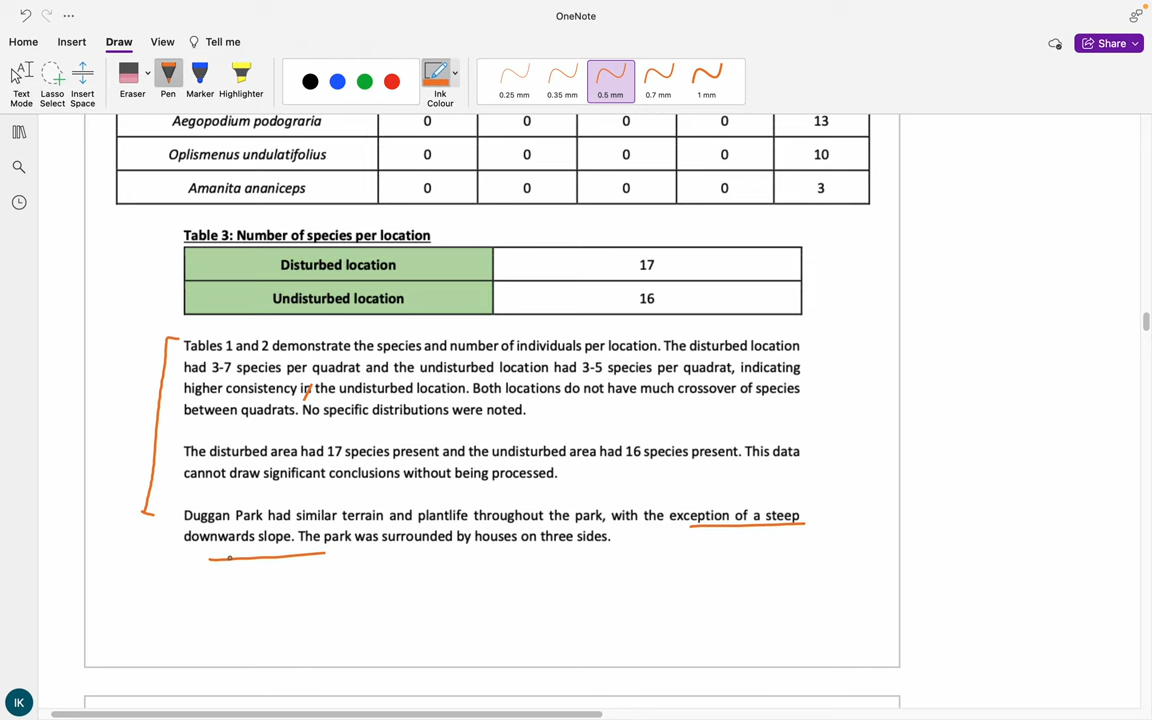 OneNote
Home Insert Draw View Tell me
Share
Text Mode
Lasso Select
Insert Space
Eraser
Pen
Marker
Highlighter
Ink Colour
0.25 mm
0.35 mm
0.5 mm
0.7 mm
1 mm
Aegopodium podograria 0 0 0 0 13
Oplismenus undulatifolius 0 0 0 0 10
Amanita ananiceps 0 0 0 0 3
Table 3: Number of species per location
Disturbed location 17
Undisturbed location 16
Tables 1 and 2 demonstrate the species and number of individuals per location. The disturbed location
had 3-7 species per quadrat and the undisturbed location had 3-5 species per quadrat, indicating
higher consistency in the undisturbed location. Both locations do not have much crossover of species
between quadrats. No specific distributions were noted.
The disturbed area had 17 species present and the undisturbed area had 16 species present. This data
cannot draw significant conclusions without being processed.
Duggan Park had similar terrain and plantlife throughout the park, with the exception of a steep
downwards slope. The park was surrounded by houses on three sides.
IK